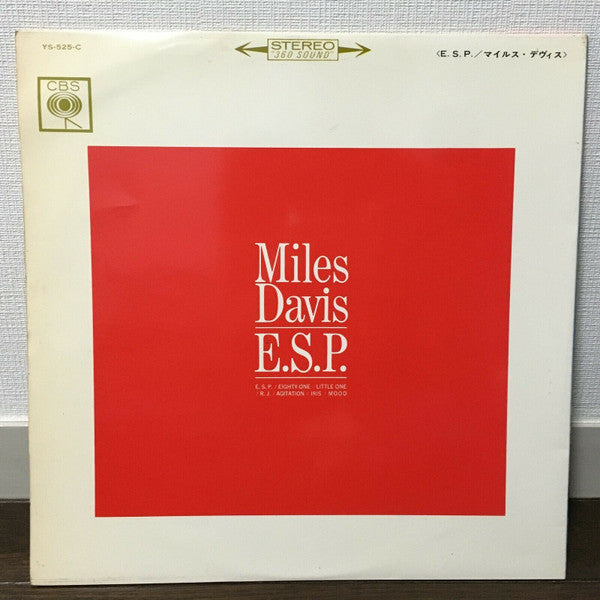 YS-525-C
STEREO
"360 SOUND"
〈E.S.P./マイルス・デヴィス〉
CBS
Miles
Davis
E.S.P.
E. S. P. / EIGHTY-ONE / LITTLE ONE
/ R. J. / AGITATION / IRIS / MOOD